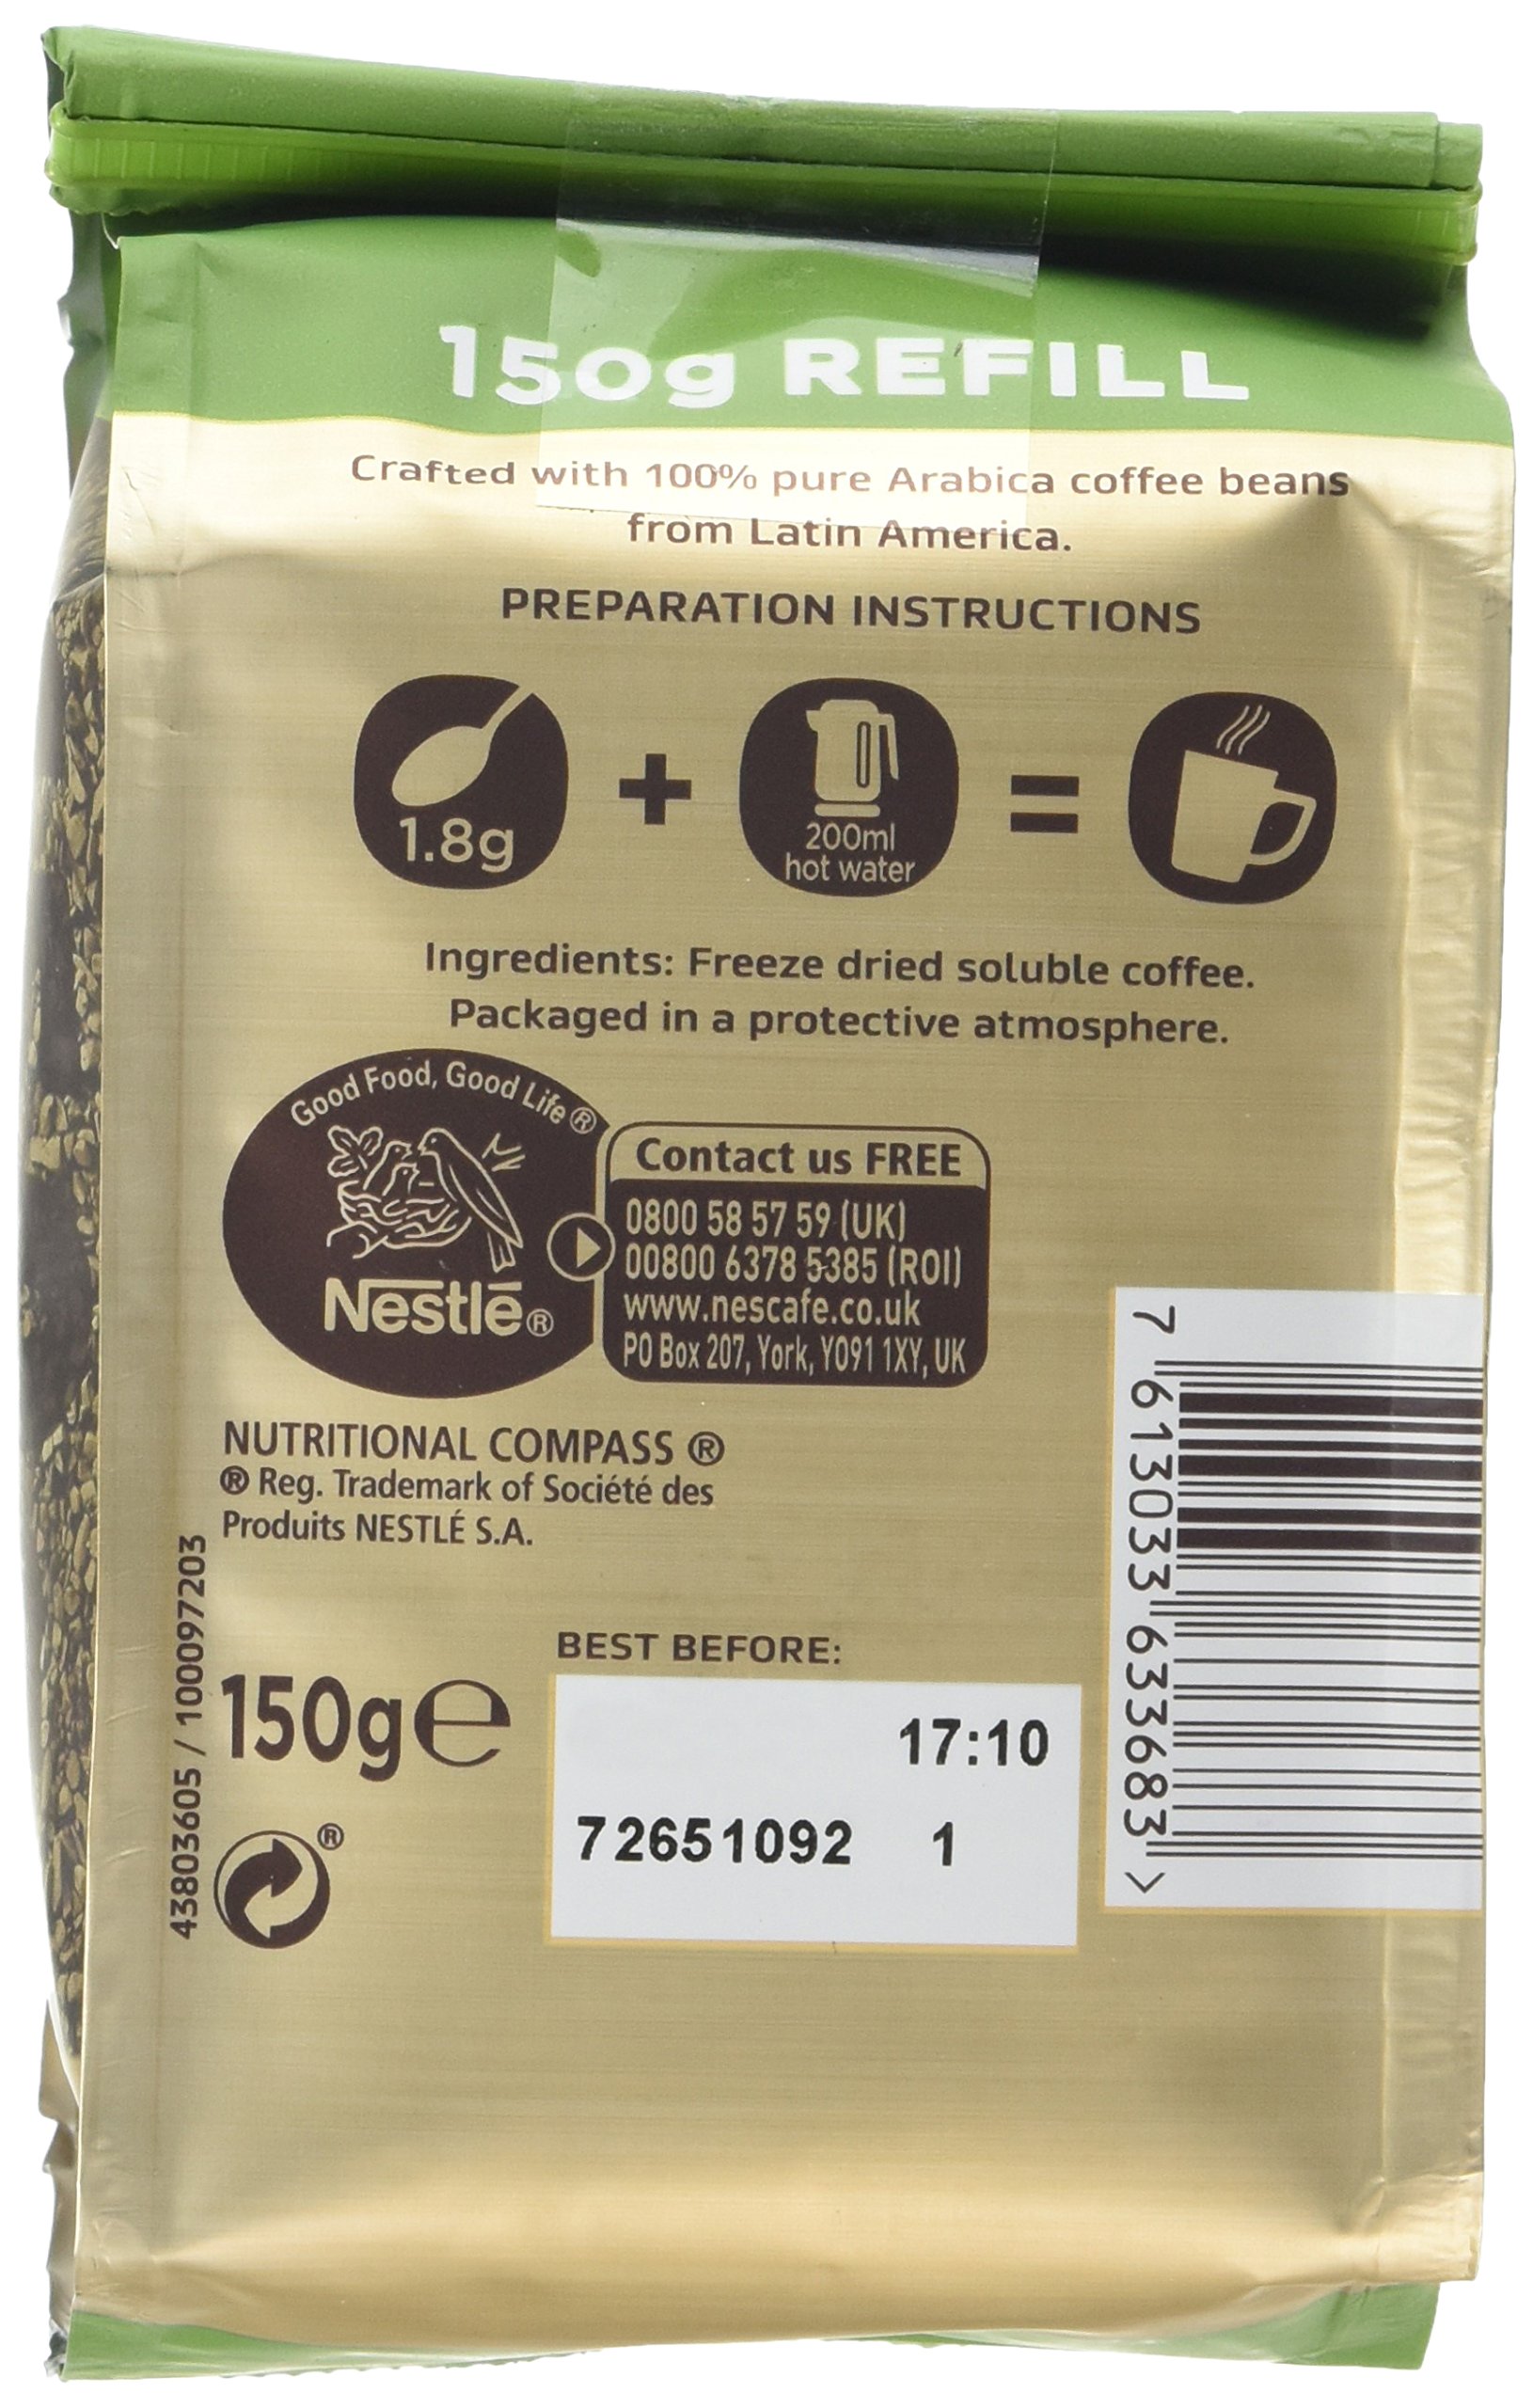 150g REFILL
Crafted with 100% pure Arabica coffee beans
from Latin America.
PREPARATION INSTRUCTIONS
1.8g
+
200ml
hot water
=
Ingredients: Freeze dried soluble coffee.
Packaged in a protective atmosphere.
Good Food, Good Life ®
Nestlé®
Contact us FREE
0800 58 57 59 (UK)
00800 6378 5385 (ROI)
www.nescafe.co.uk
PO Box 207, York, YO91 1XY, UK
NUTRITIONAL COMPASS ®
® Reg. Trademark of Société des
Produits NESTLÉ S.A.
43803605 / 100097203
150g℮
®
BEST BEFORE:
17:10
72651092 1
7 613033 633683 >